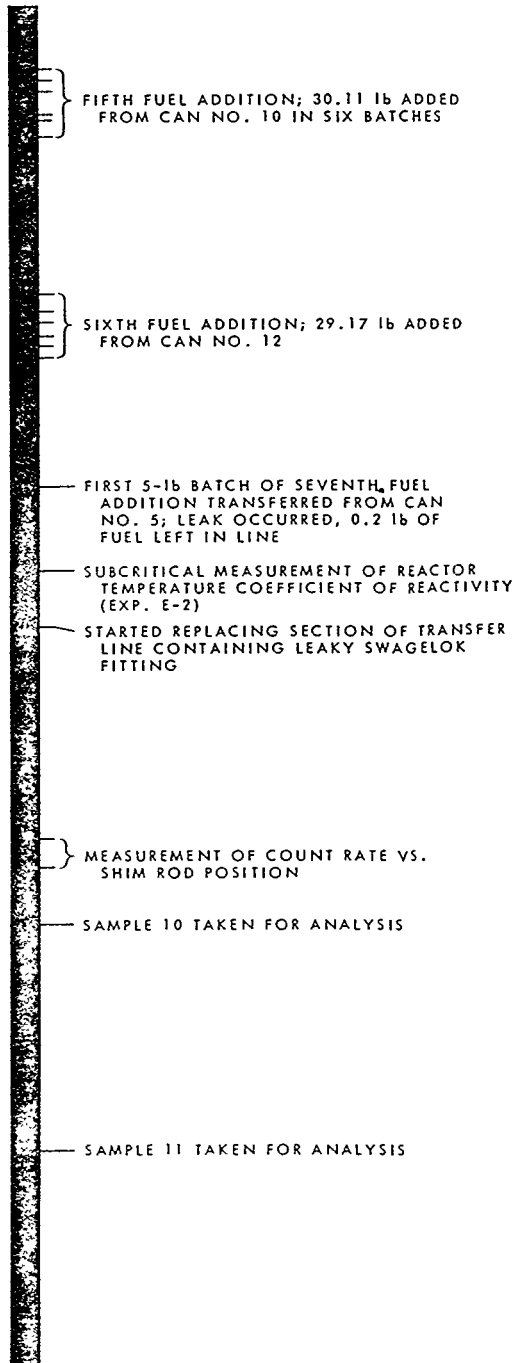 FIFTH FUEL ADDITION; 30.11 lb ADDED
FROM CAN NO. 10 IN SIX BATCHES
SIXTH FUEL ADDITION; 29.17 lb ADDED
FROM CAN NO. 12
FIRST 5-lb BATCH OF SEVENTH FUEL
ADDITION TRANSFERRED FROM CAN
NO. 5; LEAK OCCURRED, 0.2 lb OF
FUEL LEFT IN LINE
SUBCRITICAL MEASUREMENT OF REACTOR
TEMPERATURE COEFFICIENT OF REACTIVITY
(EXP. E-2)
STARTED REPLACING SECTION OF TRANSFER
LINE CONTAINING LEAKY SWAGELOK
FITTING
MEASUREMENT OF COUNT RATE VS.
SHIM ROD POSITION
SAMPLE 10 TAKEN FOR ANALYSIS
SAMPLE 11 TAKEN FOR ANALYSIS